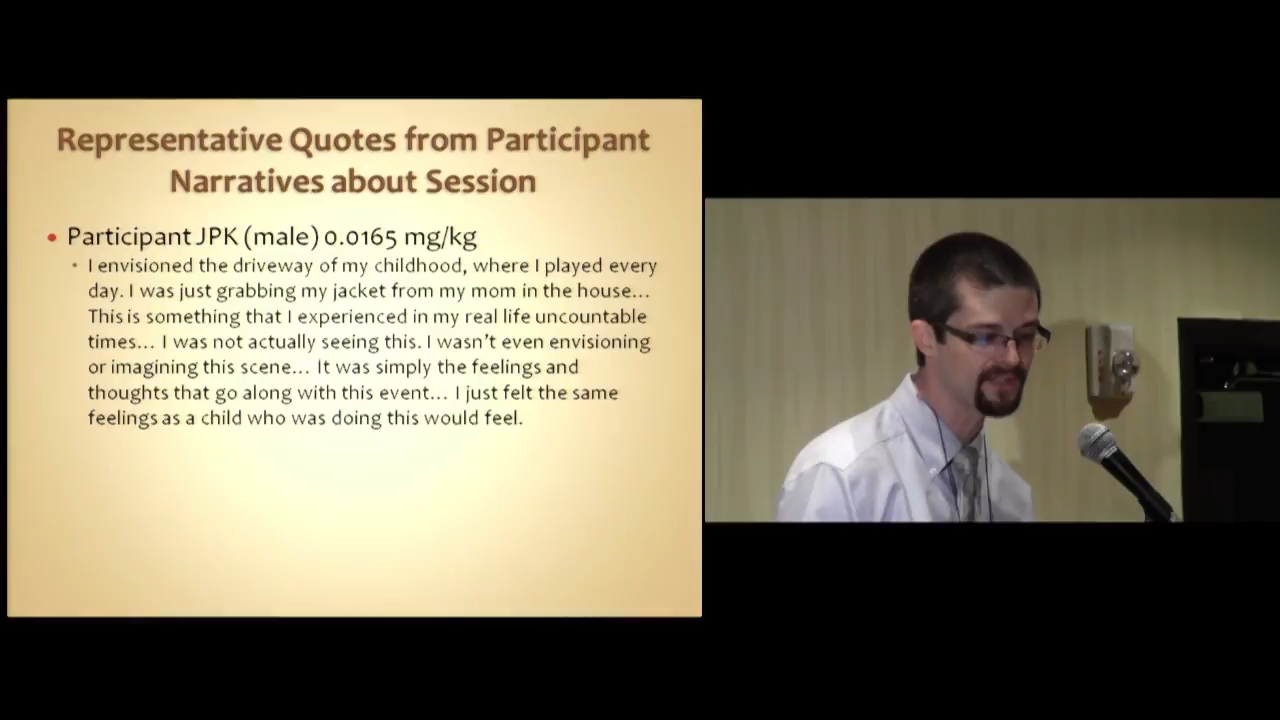 Representative Quotes from Participant
Narratives about Session
• Participant JPK (male) 0.0165 mg/kg
• I envisioned the driveway of my childhood, where I played every
day. I was just grabbing my jacket from my mom in the house...
This is something that I experienced in my real life uncountable
times... I was not actually seeing this. I wasn't even envisioning
or imagining this scene... It was simply the feelings and
thoughts that go along with this event... I just felt the same
feelings as a child who was doing this would feel.